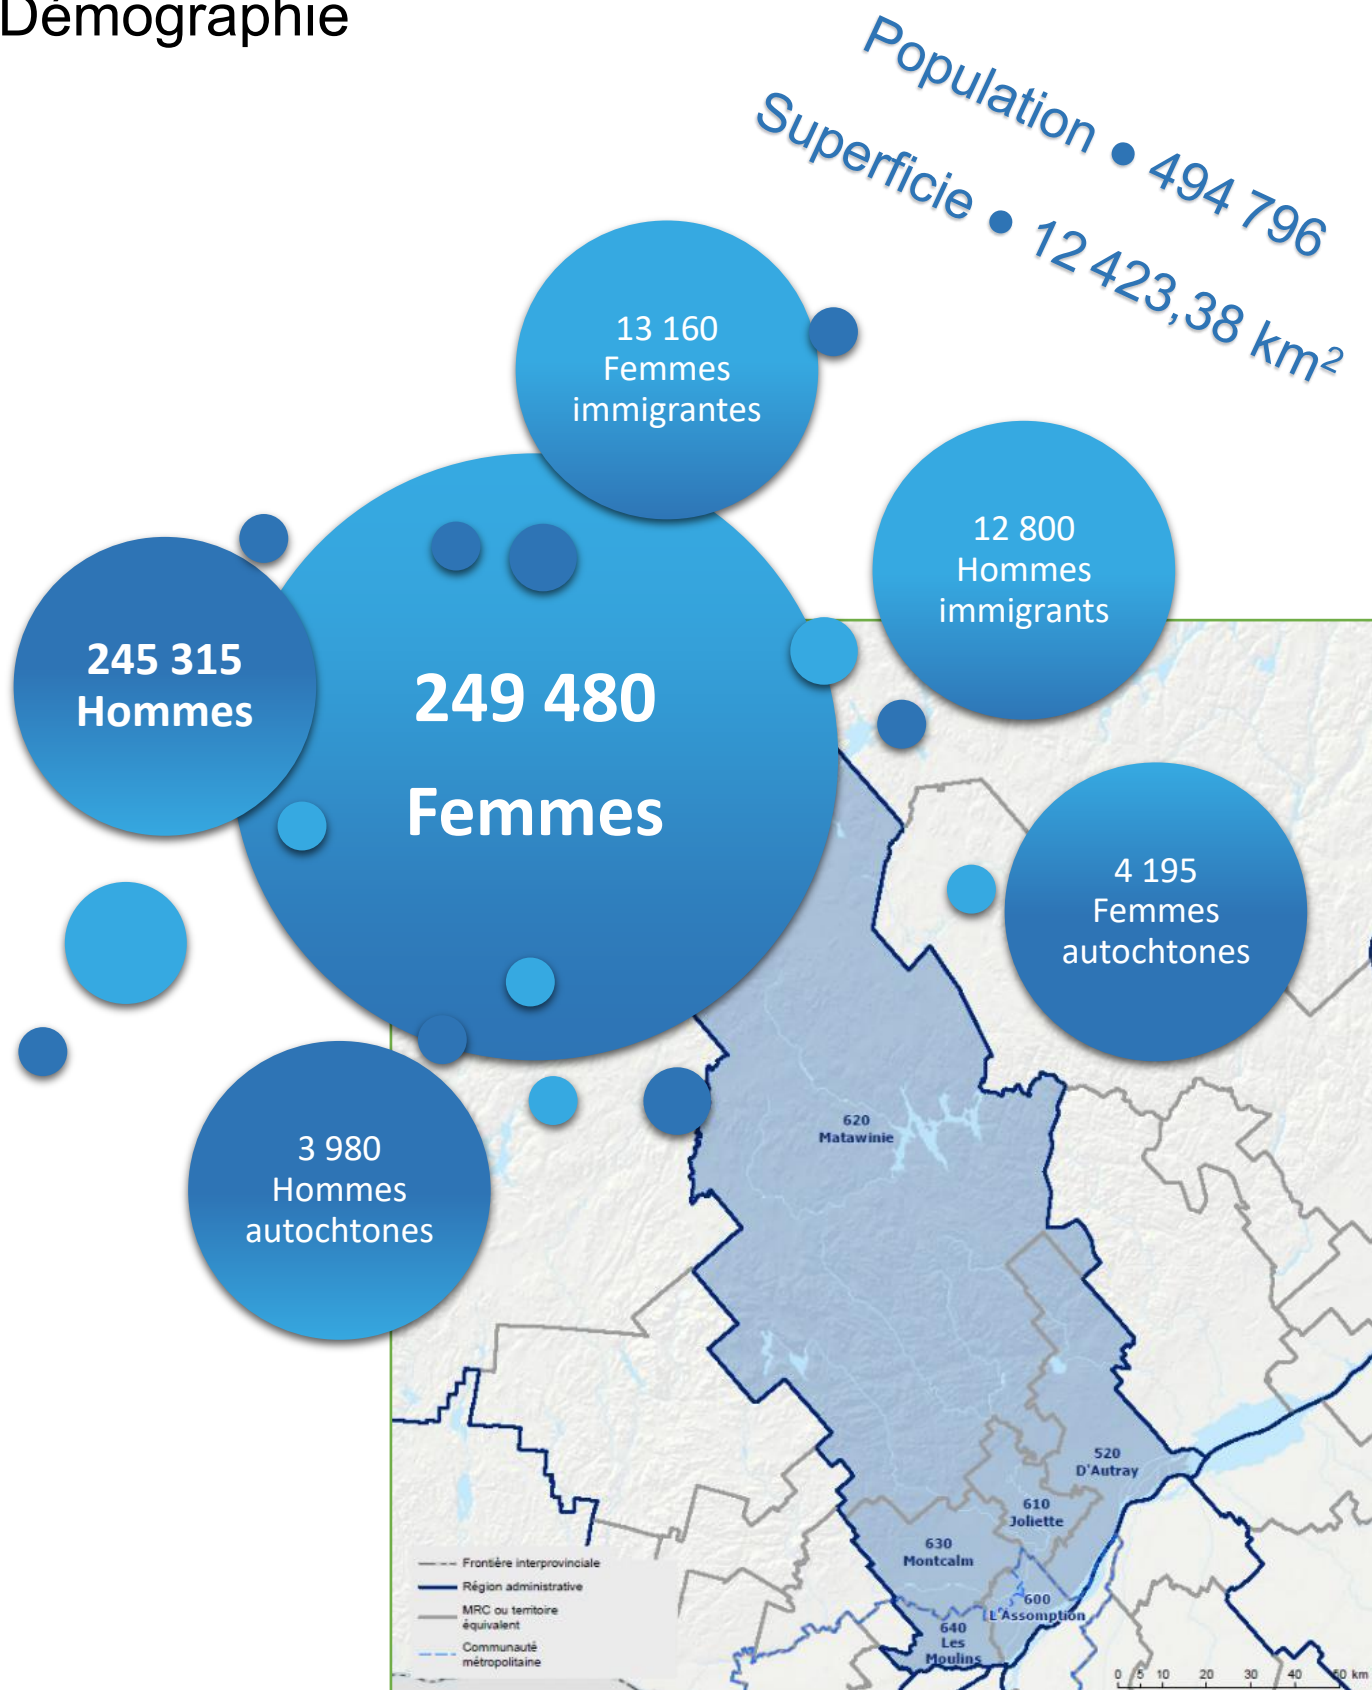 Démographie
Population • 494 796
Superficie • 12 423,38 km²
13 160
Femmes
immigrantes
12 800
Hommes
immigrants
245 315
Hommes
249 480
Femmes
4 195
Femmes
autochtones
3 980
Hommes
autochtones
620
Matawinie
520
D'Autray
610
Joliette
630
Montcalm
600
L'Assomption
640
Les
Moulins
Frontière interprovinciale
Région administrative
MRC ou territoire
équivalent
Communauté
métropolitaine
0 5 10 20 30 40 50 km